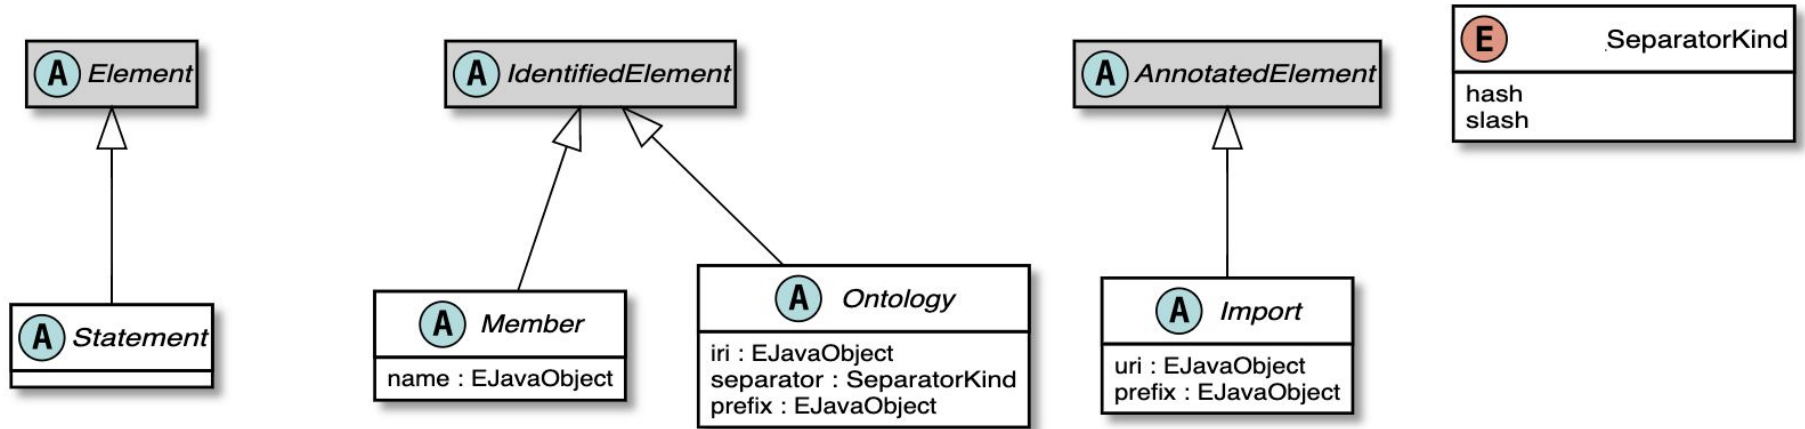 A Element
A IdentifiedElement
A AnnotatedElement
E SeparatorKind
hash
slash
A Statement
A Member
name : EJavaObject
A Ontology
iri : EJavaObject
separator : SeparatorKind
prefix : EJavaObject
A Import
uri : EJavaObject
prefix : EJavaObject